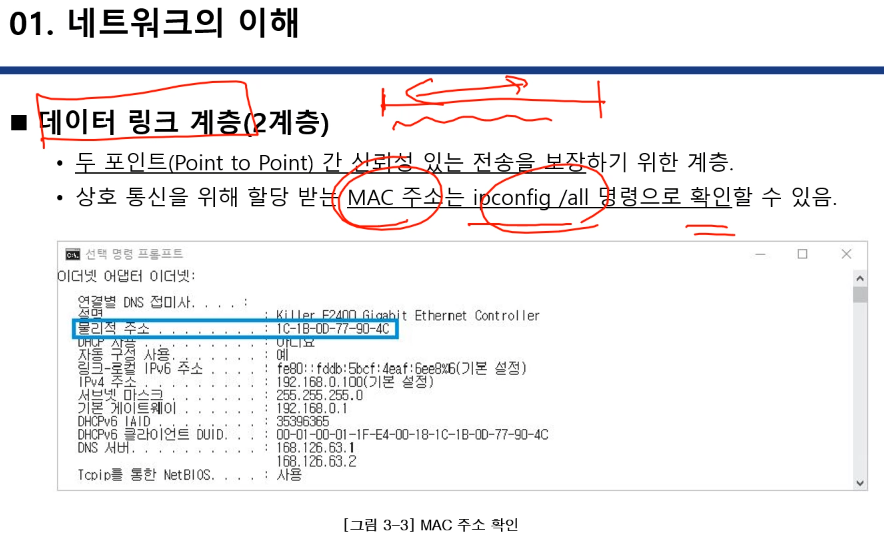 01. 네트워크의 이해
■ 데이터 링크 계층(2계층)
• 두 포인트(Point to Point) 간 신뢰성 있는 전송을 보장하기 위한 계층.
• 상호 통신을 위해 할당 받는 MAC 주소는 ipconfig /all 명령으로 확인할 수 있음.
선택 명령 프롬프트
이더넷 어댑터 이더넷:
연결별 DNS 접미사. . . . :
설명. . . . . . . . . . . . : Killer E2400 Gigabit Ethernet Controller
물리적 주소 . . . . . . . . : 1C-1B-0D-77-90-4C
DHCP 사용 . . . . . . . . . : 아니요
자동 구성 사용. . . . . . . : 예
링크-로컬 IPv6 주소 . . . . : fe80::fddb:5bcf:4eaf:6ee8%6(기본 설정)
IPv4 주소 . . . . . . . . . : 192.168.0.100(기본 설정)
서브넷 마스크 . . . . . . . : 255.255.255.0
기본 게이트웨이 . . . . . . : 192.168.0.1
DHCPv6 IAID . . . . . . . . : 35396365
DHCPv6 클라이언트 DUID. . . : 00-01-00-01-1F-E4-00-18-1C-1B-0D-77-90-4C
DNS 서버. . . . . . . . . . : 168.126.63.1
168.126.63.2
Tcpip를 통한 NetBIOS. . . . : 사용
[그림 3-3] MAC 주소 확인